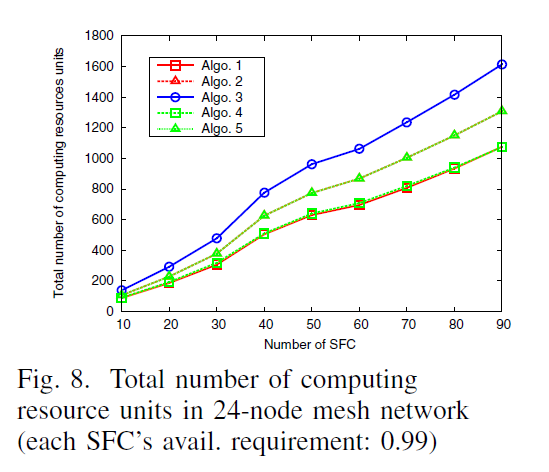 1800
1600
1400
1200
1000
800
600
400
200
0
Total number of computing resources units
Algo. 1
Algo. 2
Algo. 3
Algo. 4
Algo. 5
10 20 30 40 50 60 70 80 90
Number of SFC
Fig. 8. Total number of computing
resource units in 24-node mesh network
(each SFC's avail. requirement: 0.99)